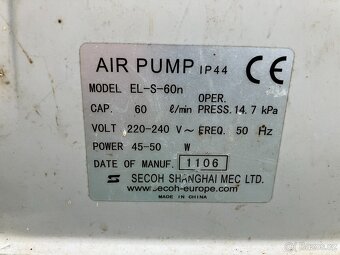 AIR PUMP IP44 CE
MODEL EL-S-60n
CAP. 60 ℓ/min OPER. PRESS. 14.7 kPa
VOLT 220-240 V ~ FREQ. 50 Hz
POWER 45-50 W
DATE OF MANUF. 1106
SECOH SHANGHAI MEC LTD.
www.secoh-europe.com
MADE IN CHINA